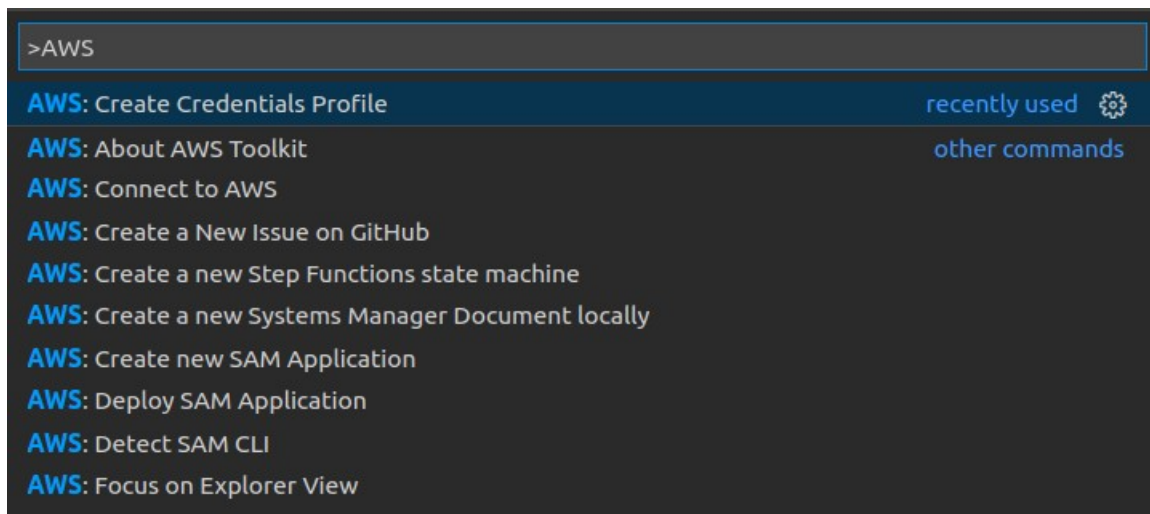 >AWS
AWS: Create Credentials Profile recently used
AWS: About AWS Toolkit other commands
AWS: Connect to AWS
AWS: Create a New Issue on GitHub
AWS: Create a new Step Functions state machine
AWS: Create a new Systems Manager Document locally
AWS: Create new SAM Application
AWS: Deploy SAM Application
AWS: Detect SAM CLI
AWS: Focus on Explorer View